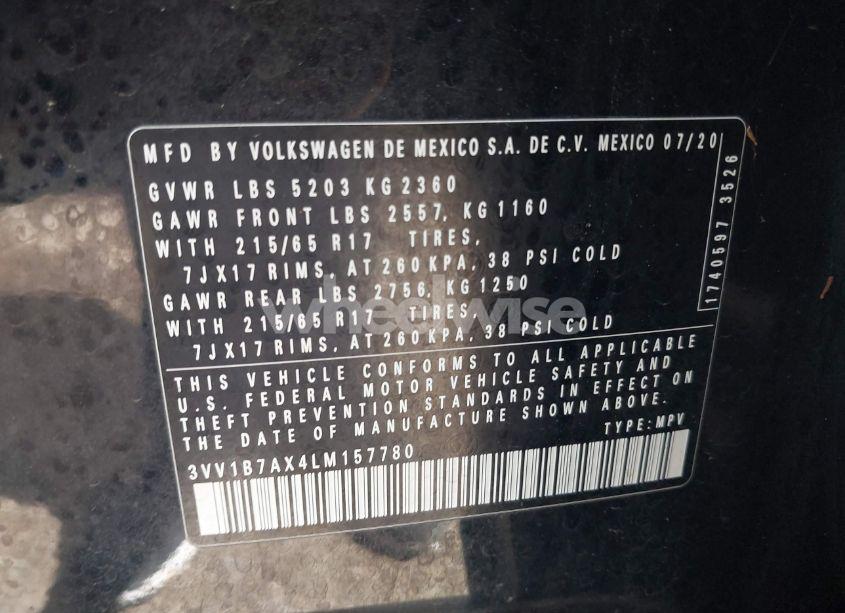 MFD BY VOLKSWAGEN DE MEXICO S.A. DE C.V. MEXICO 07/20
GVWR LBS 5203 KG 2360
GAWR FRONT LBS 2557, KG 1160
WITH 215/65 R17 TIRES,
7JX17 RIMS, AT 260 KPA, 38 PSI COLD
GAWR REAR LBS 2756, KG 1250
WITH 215/65 R17 TIRES,
7JX17 RIMS, AT 260 KPA, 38 PSI COLD
1740597 3526
wheelwise
THIS VEHICLE CONFORMS TO ALL APPLICABLE
U.S. FEDERAL MOTOR VEHICLE SAFETY AND
THEFT PREVENTION STANDARDS IN EFFECT ON
THE DATE OF MANUFACTURE SHOWN ABOVE.
TYPE: MPV
3VV1B7AX4LM157780